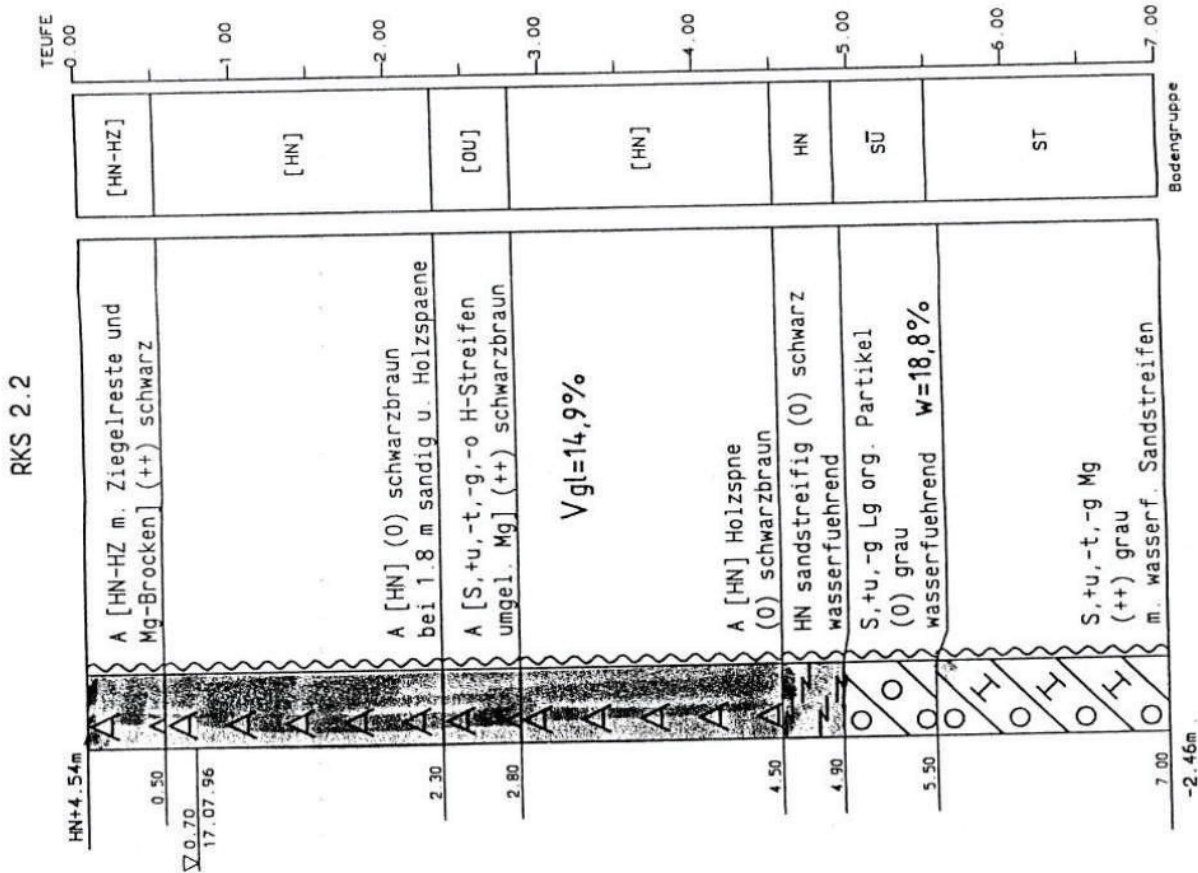 RKS 2.2
HN+4.54m
TEUFE
0.00
A [HN-HZ m. Ziegelreste und
Mg-Brocken] (++) schwarz
[HN-HZ]
0.50
▽ 0.70
17.07.96
1.00
A [HN] (O) schwarzbraun
bei 1.8 m sandig u. Holzspaene
[HN]
2.00
2.30
A [S,+u,-t,-g,-o H-Streifen
umgel. Mg] (++) schwarzbraun
[OU]
2.80
3.00
Vgl=14,9%
A [HN] Holzspne
(O) schwarzbraun
[HN]
4.00
4.50
HN sandstreifig (O) schwarz
wasserfuehrend
HN
4.90
5.00
S,+u,-g Lg org. Partikel
(O) grau
wasserfuehrend W=18,8%
SŪ
5.50
6.00
S,+u,-t,-g Mg
(++) grau
m. wasserf. Sandstreifen
ST
7.00
7.00
-2.46m
Bodengruppe
A
A
A
A
A
A
A
A
A
A
A
A